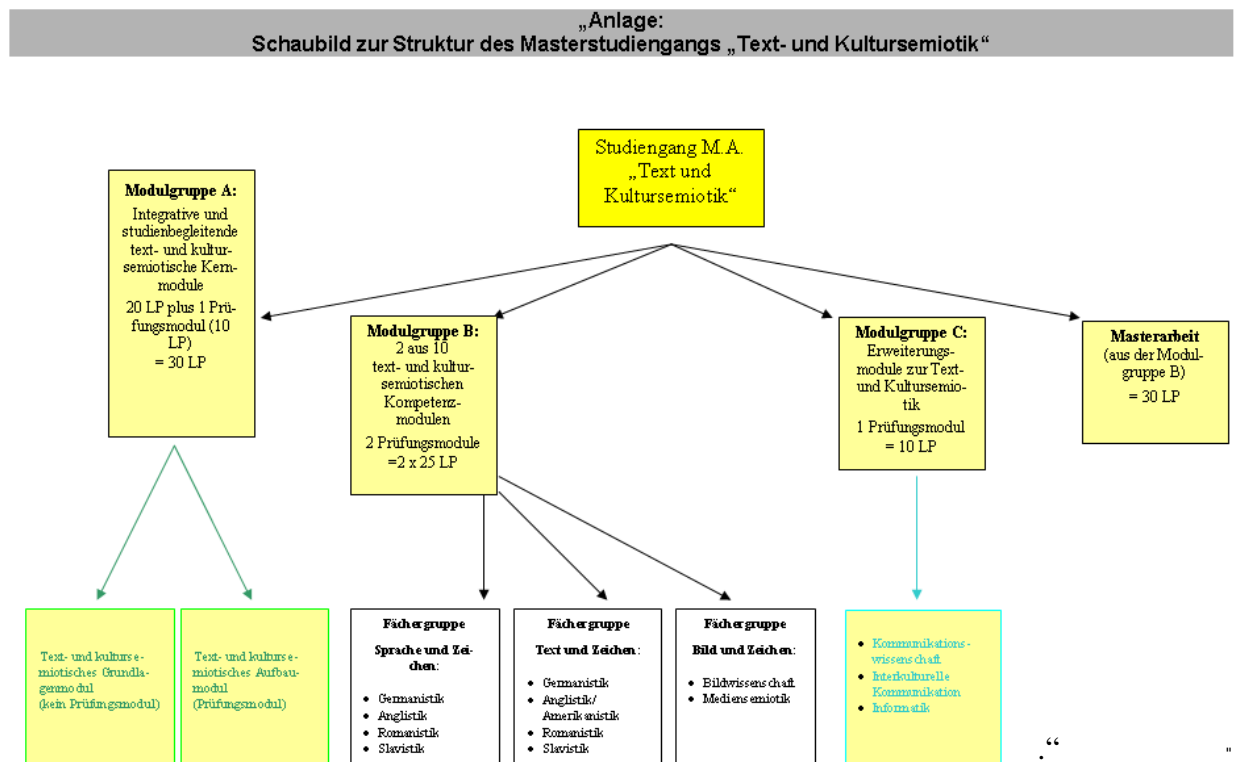 „Anlage:
Schaubild zur Struktur des Masterstudiengangs „Text- und Kultursemiotik“
Studiengang M.A.
„Text und
Kultursemiotik“
Modulgruppe A:
Integrative und
studienbegleitende
text- und kultur-
semiotische Kern-
module
20 LP plus 1 Prü-
fungsmodul (10
LP)
= 30 LP
Modulgruppe B:
2 aus 10
text- und kultur-
semiotischen
Kompetenz-
modulen
2 Prüfungsmodule
=2 x 25 LP
Modulgruppe C:
Erweiterungs-
module zur Text-
und Kultursemio-
tik
1 Prüfungsmodul
= 10 LP
Masterarbeit
(aus der Modul-
gruppe B)
= 30 LP
Text- und kulturse-
miotisches Grundla-
genmodul
(kein Prüfungsmodul)
Text- und kulturse-
miotisches Aufbau-
modul
(Prüfungsmodul)
Fächergruppe
Sprache und Zei-
chen:
• Germanistik
• Anglistik
• Romanistik
• Slavistik
Fächergruppe
Text und Zeichen:
• Germanistik
• Anglistik/
Amerikanistik
• Romanistik
• Slavistik
Fächergruppe
Bild und Zeichen:
• Bildwissenschaft
• Mediensemiotik
• Kommunikations-
wissenschaft
• Interkulturelle
Kommunikation
• Informatik
.“ "